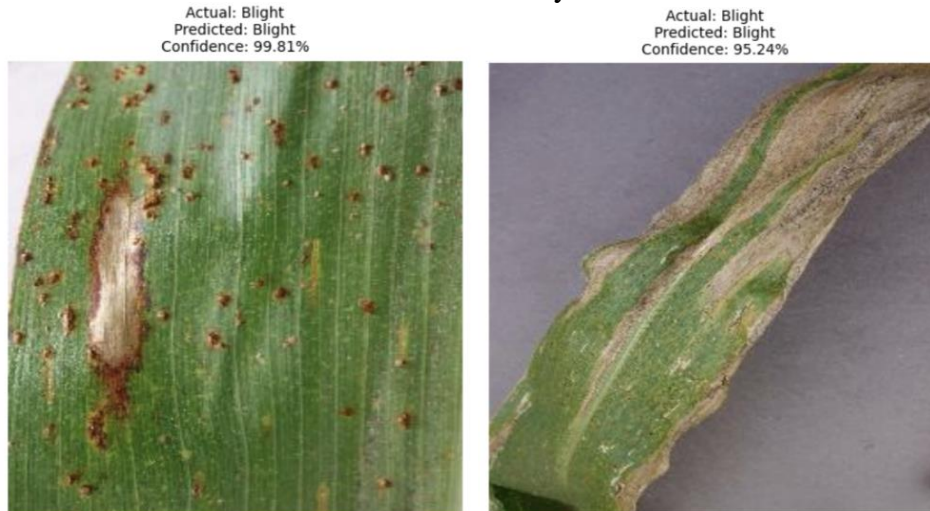 Actual: Blight
Predicted: Blight
Confidence: 99.81%
Actual: Blight
Predicted: Blight
Confidence: 95.24%